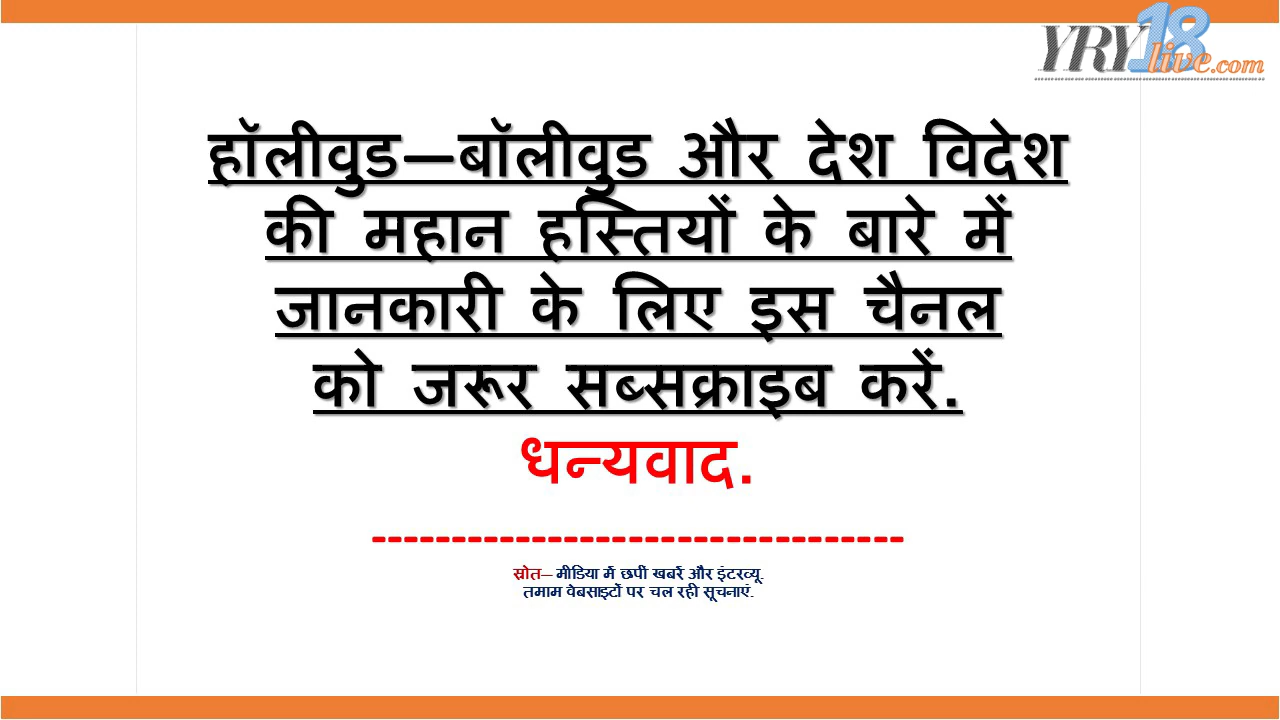 YRY18live.com
हॉलीवुड—बॉलीवुड और देश विदेश
की महान हस्तियों के बारे में
जानकारी के लिए इस चैनल
को जरूर सब्सक्राइब करें.
धन्यवाद.
---------------------------------
स्रोत— मीडिया में छपीं खबरें और इंटरव्यू.
तमाम वेबसाइटों पर चल रही सूचनाएं.